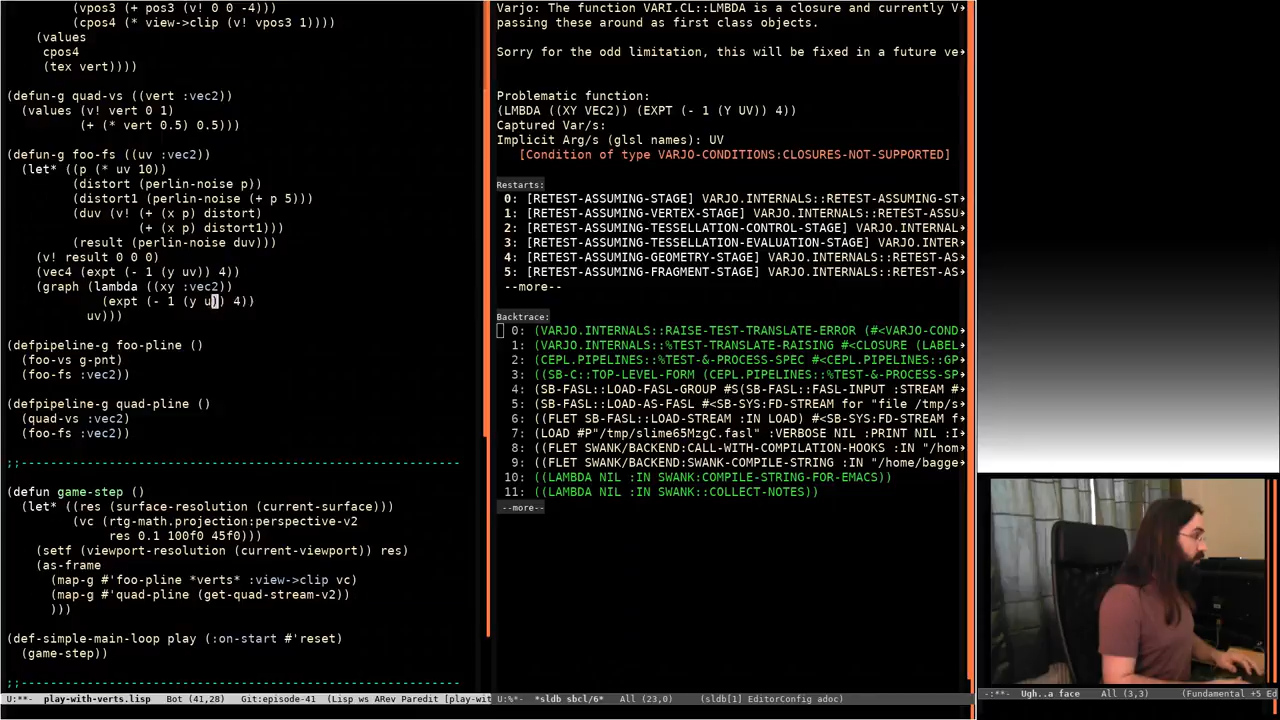 (vpos3 (+ pos3 (v! 0 0 -4)))
(cpos4 (* view->clip (v! vpos3 1))))
(values
cpos4
(tex vert))))
(defun-g quad-vs ((vert :vec2))
(values (v! vert 0 1)
(+ (* vert 0.5) 0.5)))
(defun-g foo-fs ((uv :vec2))
(let* ((p (* uv 10))
(distort (perlin-noise p))
(distort1 (perlin-noise (+ p 5)))
(duv (v! (+ (x p) distort)
(+ (x p) distort1)))
(result (perlin-noise duv)))
(v! result 0 0 0)
(vec4 (expt (- 1 (y uv)) 4))
(graph (lambda ((xy :vec2))
(expt (- 1 (y u)) 4))
uv)))
(defpipeline-g foo-pline ()
(foo-vs g-pnt)
(foo-fs :vec2))
(defpipeline-g quad-pline ()
(quad-vs :vec2)
(foo-fs :vec2))
;;------------------------------------------------------------
(defun game-step ()
(let* ((res (surface-resolution (current-surface)))
(vc (rtg-math.projection:perspective-v2
res 0.1 100f0 45f0)))
(setf (viewport-resolution (current-viewport)) res)
(as-frame
(map-g #'foo-pline *verts* :view->clip vc)
(map-g #'quad-pline (get-quad-stream-v2))
)))
(def-simple-main-loop play (:on-start #'reset)
(game-step))
;;------------------------------------------------------------
U:**- play-with-verts.lisp Bot (41,28) Git:episode-41 (Lisp ws ARev Paredit [play-wit
Varjo: The function VARI.CL::LMBDA is a closure and currently V
passing these around as first class objects.
Sorry for the odd limitation, this will be fixed in a future ve
Problematic function:
(LMBDA ((XY VEC2)) (EXPT (- 1 (Y UV)) 4))
Captured Var/s:
Implicit Arg/s (glsl names): UV
[Condition of type VARJO-CONDITIONS:CLOSURES-NOT-SUPPORTED]
Restarts:
0: [RETEST-ASSUMING-STAGE] VARJO.INTERNALS::RETEST-ASSUMING-ST
1: [RETEST-ASSUMING-VERTEX-STAGE] VARJO.INTERNALS::RETEST-ASSU
2: [RETEST-ASSUMING-TESSELLATION-CONTROL-STAGE] VARJO.INTERNAL
3: [RETEST-ASSUMING-TESSELLATION-EVALUATION-STAGE] VARJO.INTER
4: [RETEST-ASSUMING-GEOMETRY-STAGE] VARJO.INTERNALS::RETEST-AS
5: [RETEST-ASSUMING-FRAGMENT-STAGE] VARJO.INTERNALS::RETEST-AS
--more--
Backtrace:
0: (VARJO.INTERNALS::RAISE-TEST-TRANSLATE-ERROR (#<VARJO-COND
1: (VARJO.INTERNALS::%TEST-TRANSLATE-RAISING #<CLOSURE (LABEL
2: (CEPL.PIPELINES::%TEST-&-PROCESS-SPEC #<CEPL.PIPELINES::GP
3: ((SB-C::TOP-LEVEL-FORM (CEPL.PIPELINES::%TEST-&-PROCESS-SP
4: (SB-FASL::LOAD-FASL-GROUP #S(SB-FASL::FASL-INPUT :STREAM #
5: (SB-FASL::LOAD-AS-FASL #<SB-SYS:FD-STREAM for "file /tmp/s
6: ((FLET SB-FASL::LOAD-STREAM :IN LOAD) #<SB-SYS:FD-STREAM f
7: (LOAD #P"/tmp/slime65MzgC.fasl" :VERBOSE NIL :PRINT NIL :I
8: ((FLET SWANK/BACKEND:CALL-WITH-COMPILATION-HOOKS :IN "/hom
9: ((FLET SWANK/BACKEND:SWANK-COMPILE-STRING :IN "/home/bagge
10: ((LAMBDA NIL :IN SWANK:COMPILE-STRING-FOR-EMACS))
11: ((LAMBDA NIL :IN SWANK::COLLECT-NOTES))
--more--
U:%*- *sldb sbcl/6* All (23,0) (sldb[1] EditorConfig adoc)
-:**- Ugh..a face All (3,3) (Fundamental +5 Ed